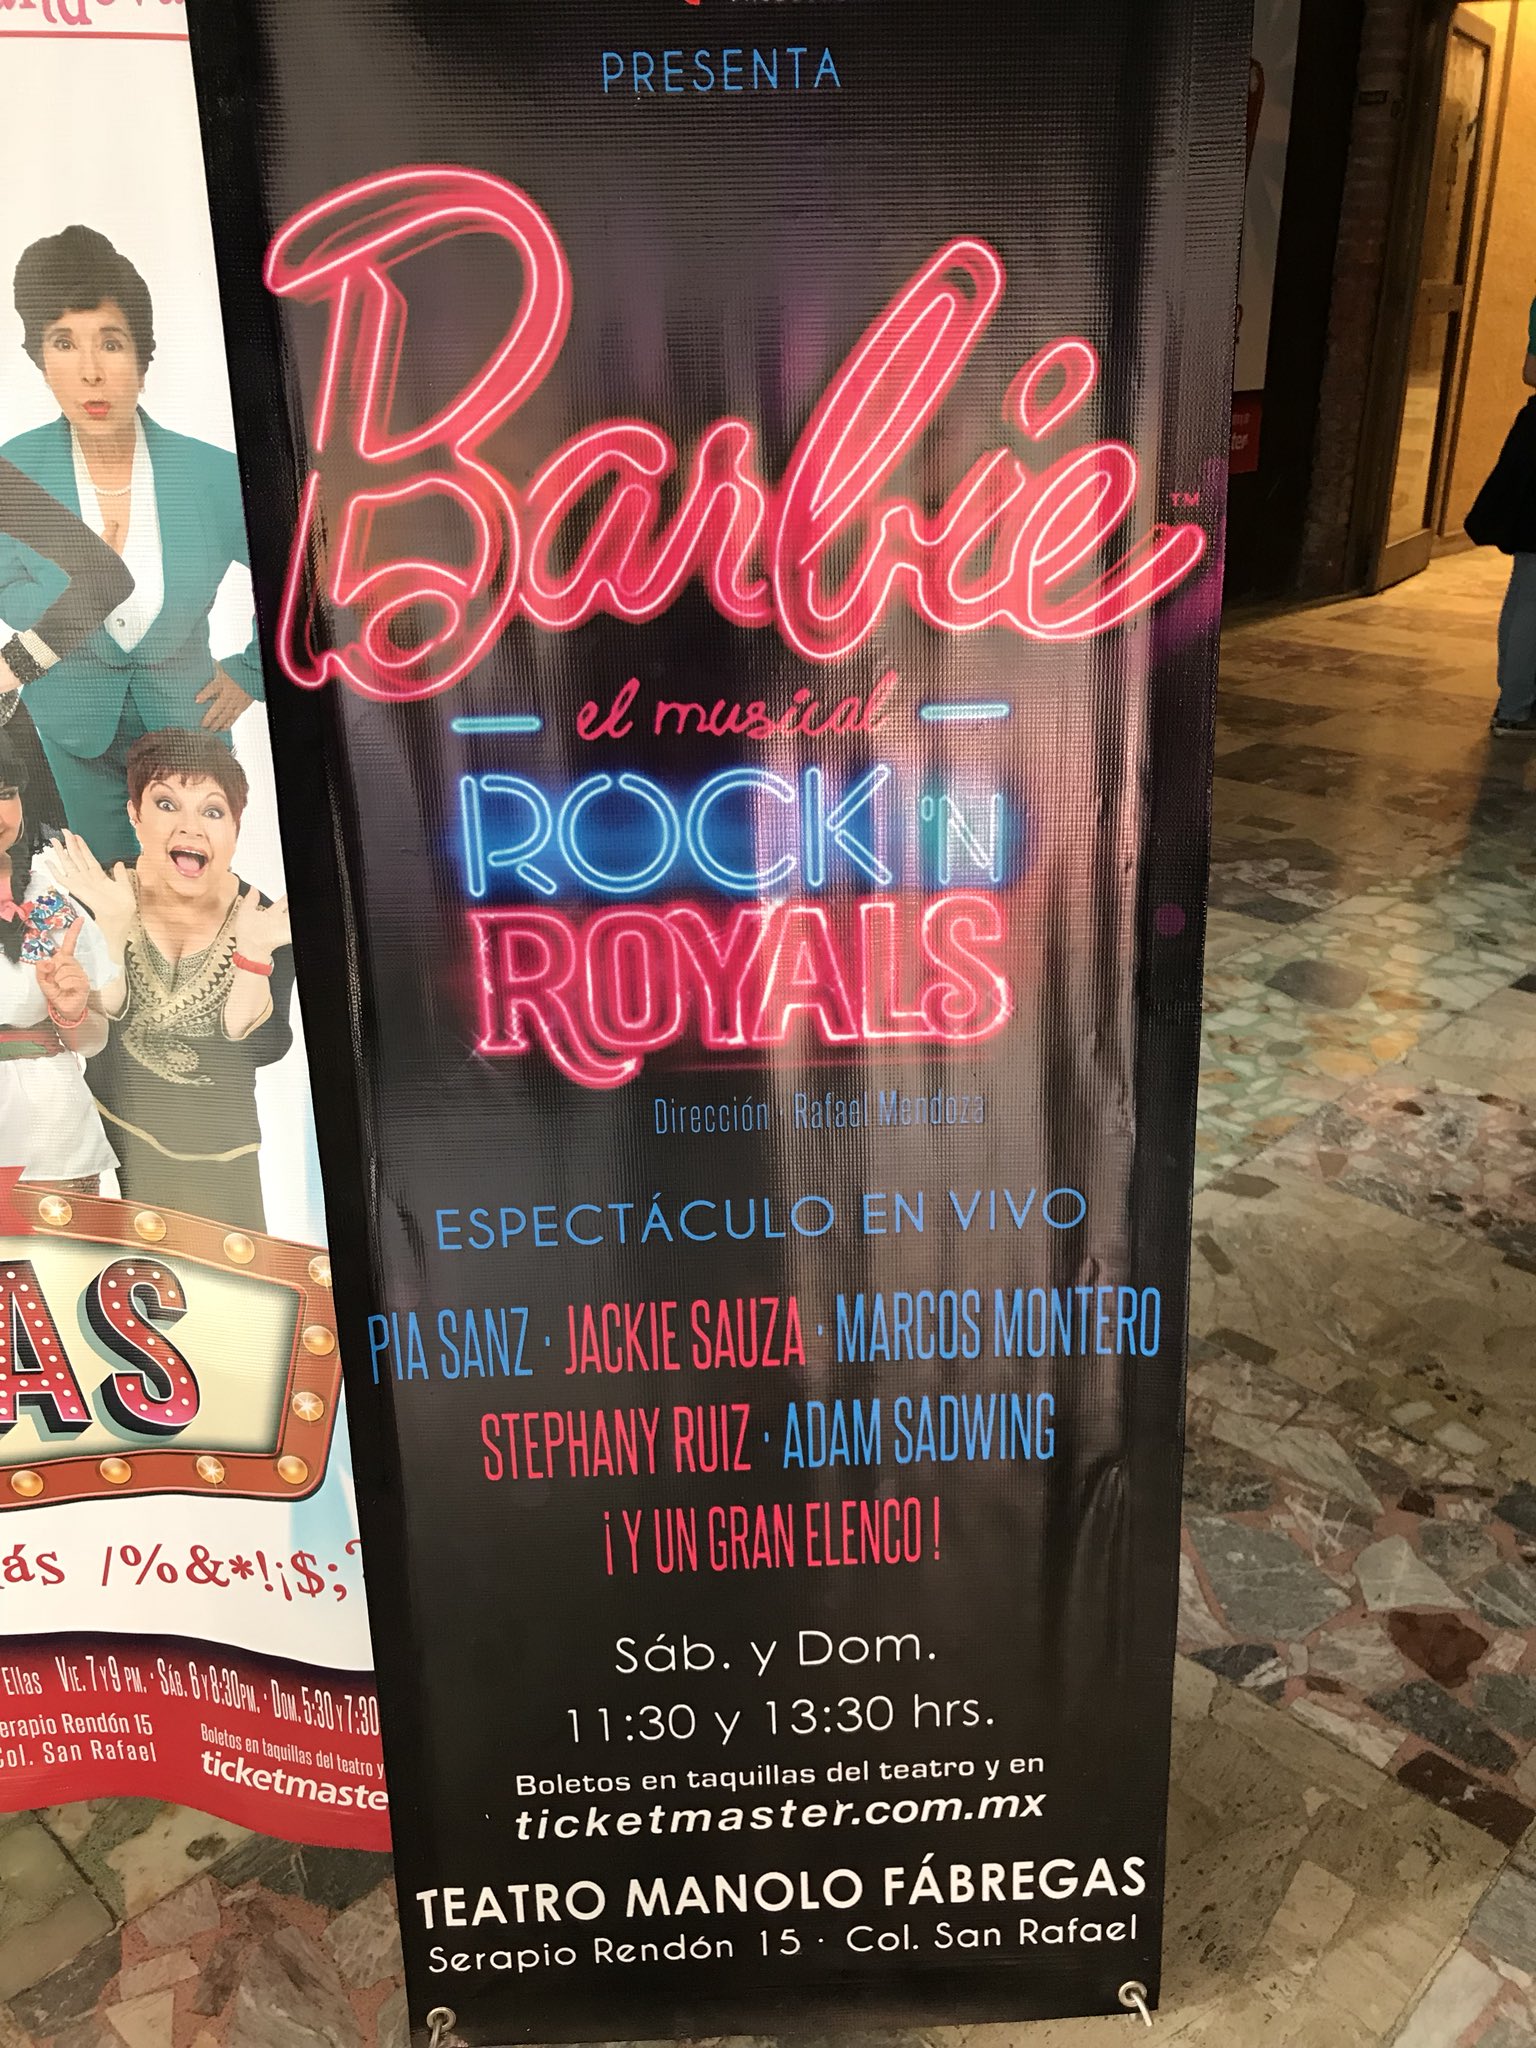 PRESENTA
Barbie™
el musical
ROCK 'N
ROYALS
Dirección · Rafael Mendoza
ESPECTÁCULO EN VIVO
PIA SANZ · JACKIE SAUZA · MARCOS MONTERO
STEPHANY RUIZ · ADAM SADWING
¡Y UN GRAN ELENCO!
Sáb. y Dom.
11:30 y 13:30 hrs.
Boletos en taquillas del teatro y en
ticketmaster.com.mx
TEATRO MANOLO FÁBREGAS
Serapio Rendón 15 · Col. San Rafael
AS
ás /%&*!¡$;?
Ellas VIE. 7 Y 9 PM. · SÁB. 6 Y 8:30 PM. · DOM. 5:30 Y 7:30
erapio Rendón 15
Col. San Rafael
Boletos en taquillas del teatro y
ticketmaste